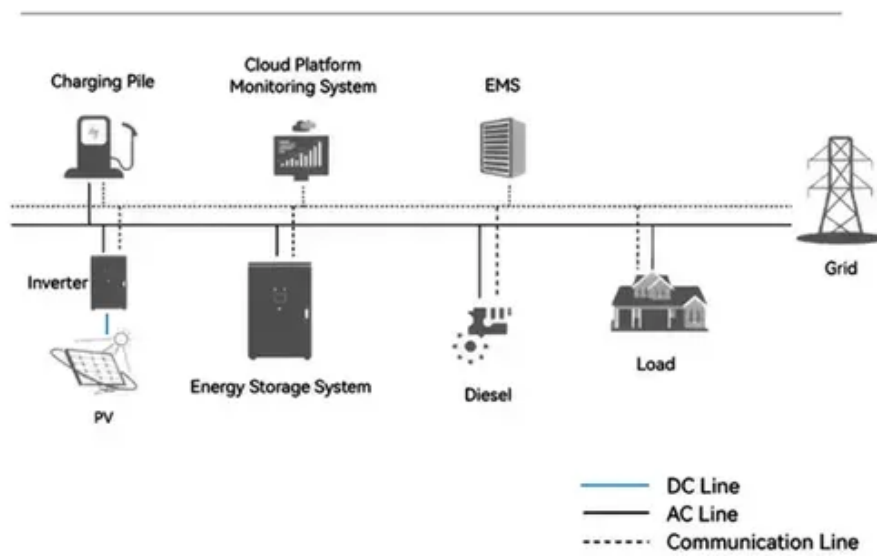 Charging Pile
Cloud Platform
Monitoring System
EMS
Grid
Inverter
Energy Storage System
Diesel
Load
PV
DC Line
AC Line
Communication Line